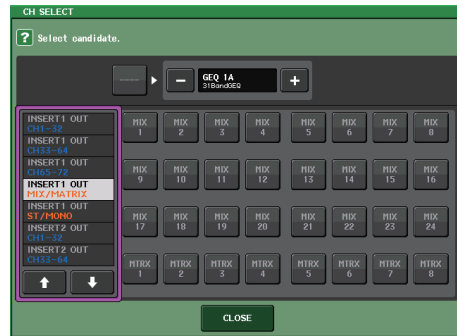 CH SELECT
? Select candidate.
----
GEQ 1A
31BandGEQ
INSERT1 OUT
CH1-32
INSERT1 OUT
CH33-64
INSERT1 OUT
CH65-72
INSERT1 OUT
MIX/MATRIX
INSERT1 OUT
ST/MONO
INSERT2 OUT
CH1-32
INSERT2 OUT
CH33-64
MIX 1 MIX 2 MIX 3 MIX 4 MIX 5 MIX 6 MIX 7 MIX 8
MIX 9 MIX 10 MIX 11 MIX 12 MIX 13 MIX 14 MIX 15 MIX 16
MIX 17 MIX 18 MIX 19 MIX 20 MIX 21 MIX 22 MIX 23 MIX 24
MTRX 1 MTRX 2 MTRX 3 MTRX 4 MTRX 5 MTRX 6 MTRX 7 MTRX 8
CLOSE